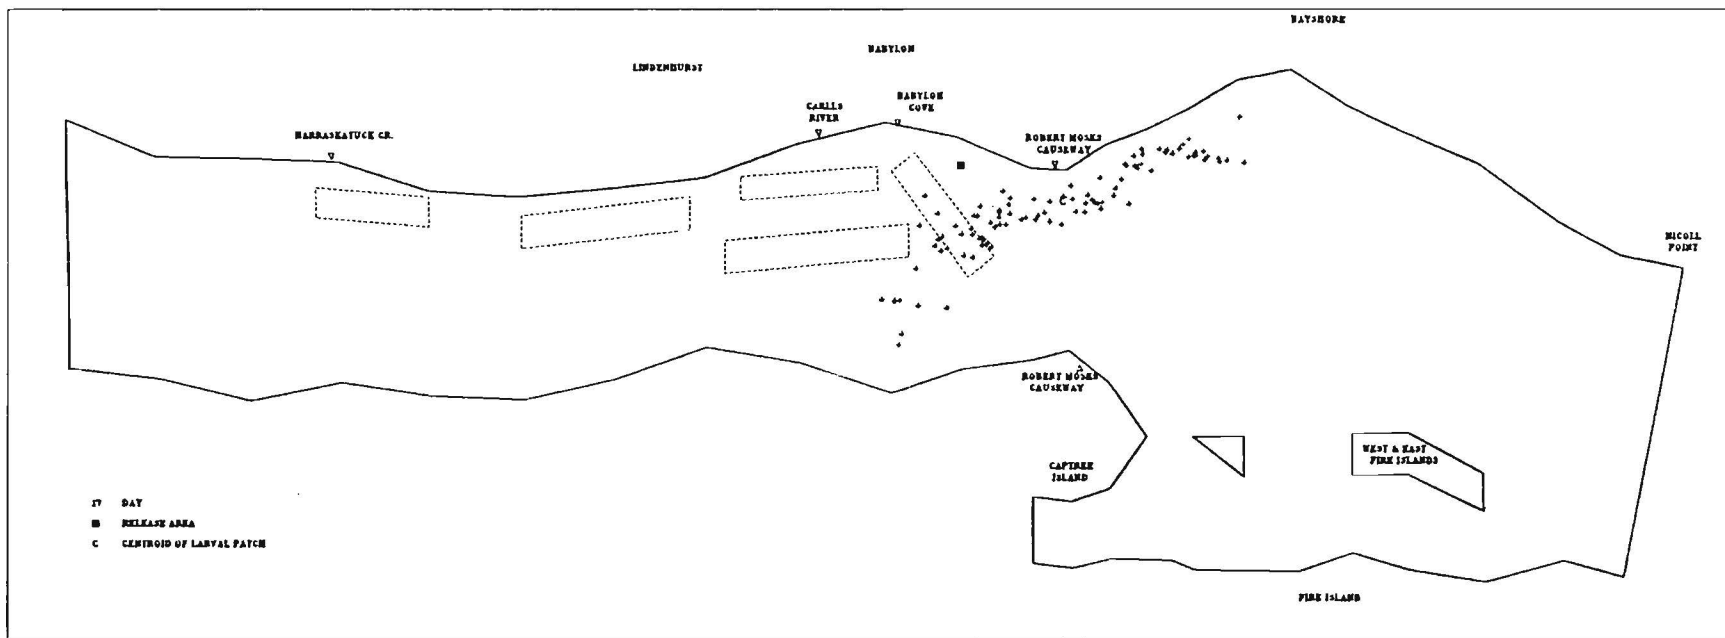 BAYSHORE
BABYLON
LINDENHURST
BABYLON
COVE
CARLLS
RIVER
NARRASKATUCK CR.
ROBERT MOSES
CAUSEWAY
NICOLL
POINT
ROBERT MOSES
CAUSEWAY
WEST & EAST
FIRE ISLANDS
CAPTREE
ISLAND
17 DAY
RELEASE AREA
C CENTROID OF LARVAL PATCH
FIRE ISLAND